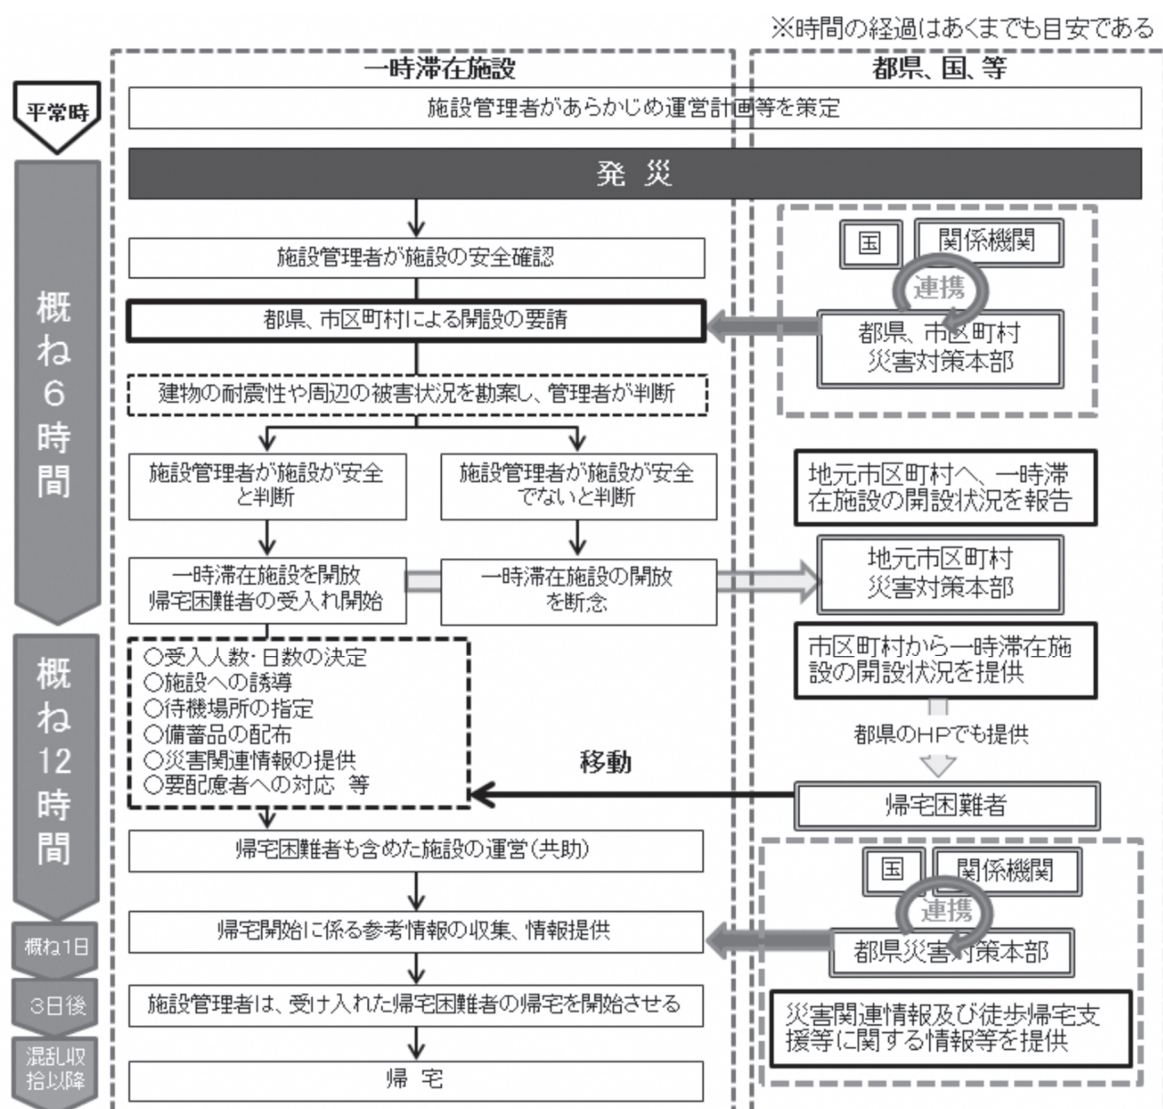 ※時間の経過はあくまでも目安である
一時滞在施設
都県、国、等
平常時
施設管理者があらかじめ運営計画等を策定
発 災
概ね6時間
施設管理者が施設の安全確認
都県、市区町村による開設の要請
国
関係機関
連携
都県、市区町村
災害対策本部
建物の耐震性や周辺の被害状況を勘案し、管理者が判断
施設管理者が施設が安全
と判断
施設管理者が施設が安全
でないと判断
地元市区町村へ、一時滞
在施設の開設状況を報告
一時滞在施設を開放
帰宅困難者の受入れ開始
一時滞在施設の開放
を断念
地元市区町村
災害対策本部
概ね12時間
○受入人数・日数の決定
○施設への誘導
○待機場所の指定
○備蓄品の配布
○災害関連情報の提供
○要配慮者への対応 等
市区町村から一時滞在施
設の開設状況を提供
都県のHPでも提供
移動
帰宅困難者
帰宅困難者も含めた施設の運営(共助)
国
関係機関
連携
都県災害対策本部
概ね1日
帰宅開始に係る参考情報の収集、情報提供
3日後
施設管理者は、受け入れた帰宅困難者の帰宅を開始させる
災害関連情報及び徒歩帰宅支
援等に関する情報等を提供
混乱収
拾以降
帰 宅